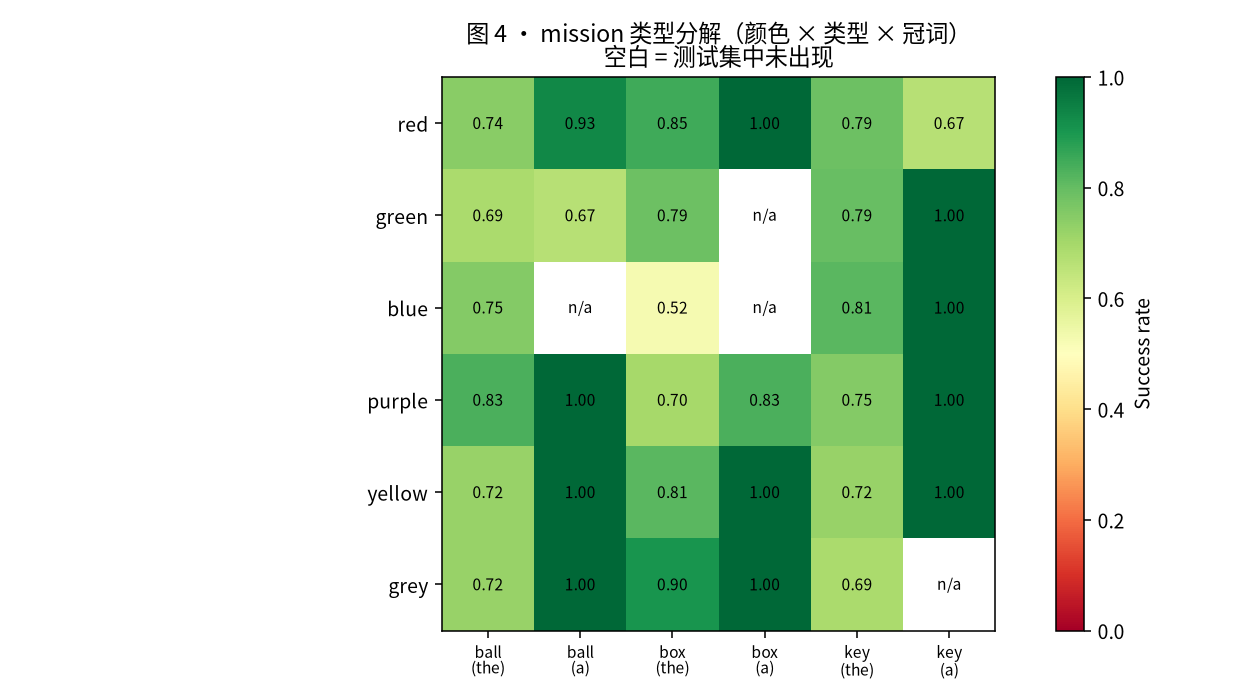 图 4 · mission 类型分解（颜色 × 类型 × 冠词）
空白 = 测试集中未出现
red 0.74 0.93 0.85 1.00 0.79 0.67
green 0.69 0.67 0.79 n/a 0.79 1.00
blue 0.75 n/a 0.52 n/a 0.81 1.00
purple 0.83 1.00 0.70 0.83 0.75 1.00
yellow 0.72 1.00 0.81 1.00 0.72 1.00
grey 0.72 1.00 0.90 1.00 0.69 n/a
ball ball box box key key
(the) (a) (the) (a) (the) (a)
1.0
0.8
0.6
0.4
0.2
0.0
Success rate